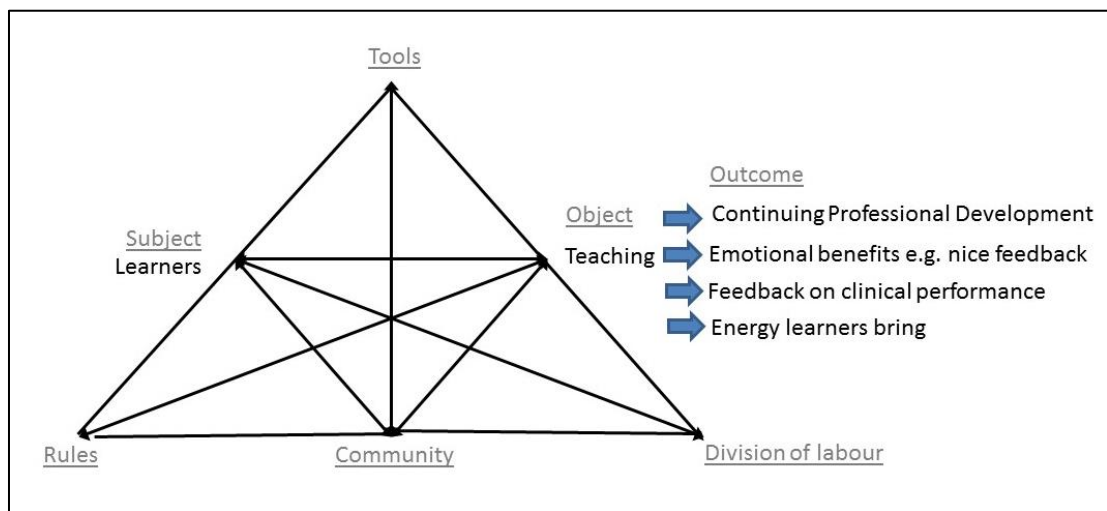 Tools
Outcome
Object
Continuing Professional Development
Subject
Learners
Teaching
Emotional benefits e.g. nice feedback
Feedback on clinical performance
Energy learners bring
Rules
Community
Division of labour